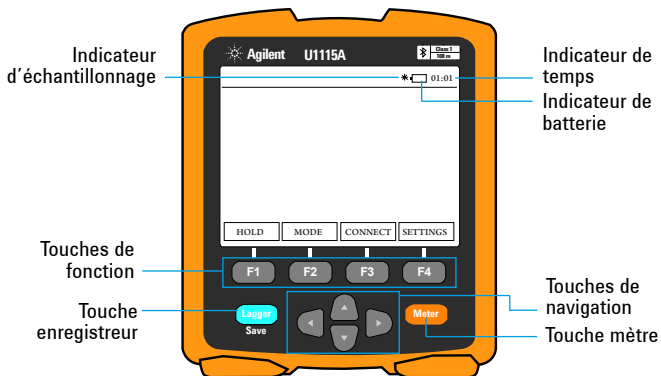 Agilent U1115A
Class 1
100 m
Indicateur
d'échantillonnage
Indicateur de
temps
Indicateur de
batterie
01:01
HOLD MODE CONNECT SETTINGS
Touches de
fonction
F1 F2 F3 F4
Touche
enregistreur
Logger
Save
Meter
Touches de
navigation
Touche mètre